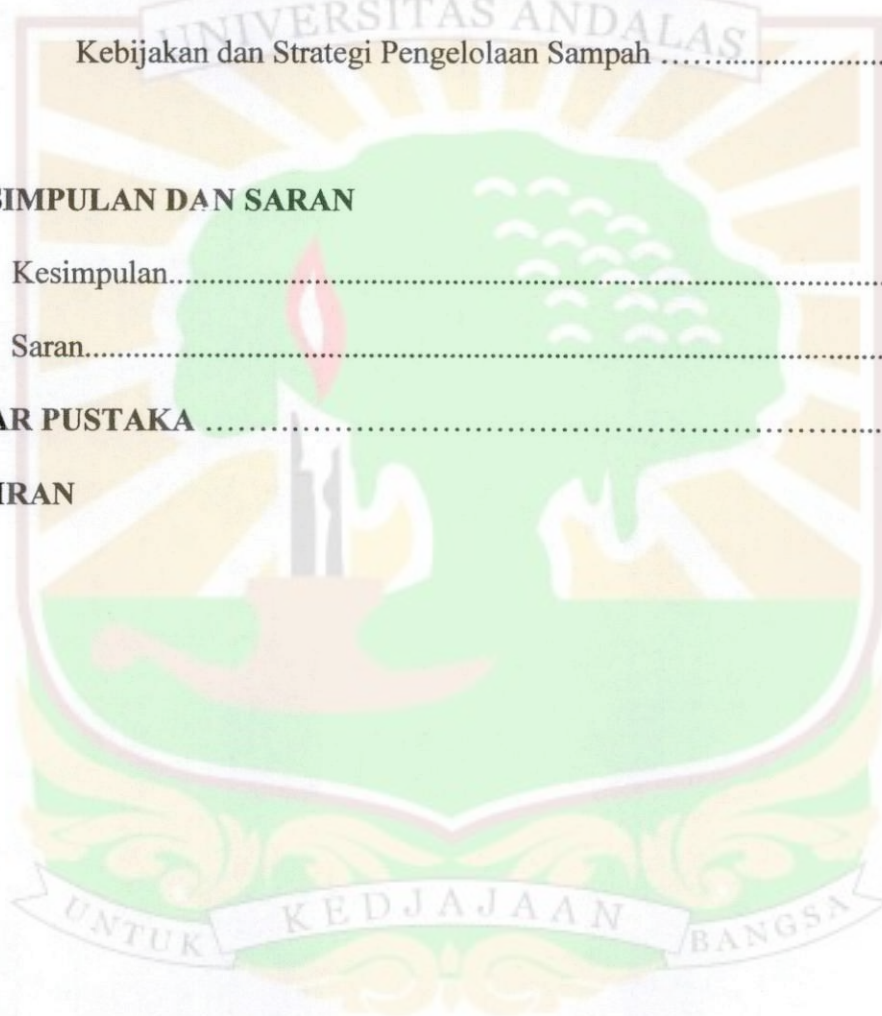 UNIVERSITAS ANDALAS
Kebijakan dan Strategi Pengelolaan Sampah ..........................
SIMPULAN DAN SARAN
Kesimpulan..........................................................................................
Saran..........................................................................................
AR PUSTAKA ..........................................................................
IRAN
UNTUK KEDJAJAAN BANGSA